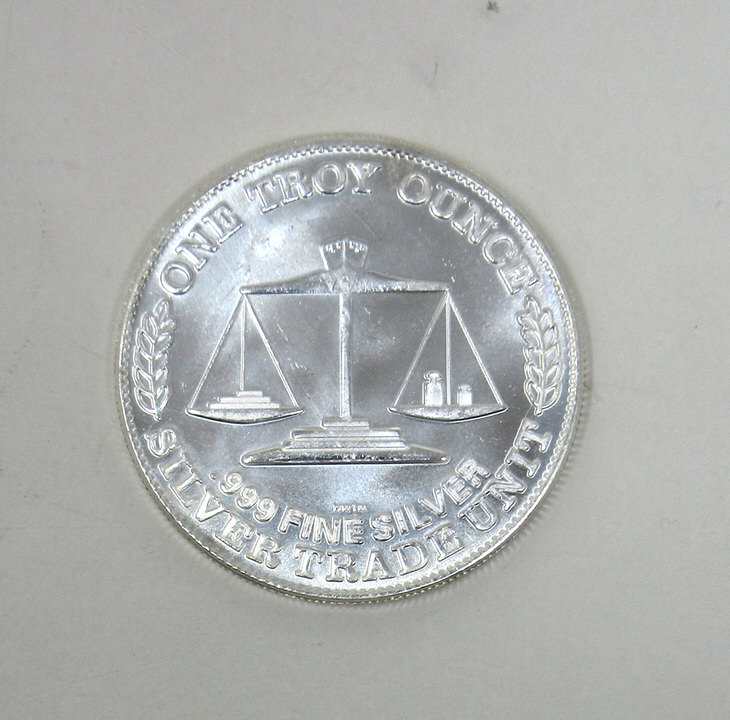 ONE TROY OUNCE
.999 FINE SILVER
SILVER TRADE UNIT